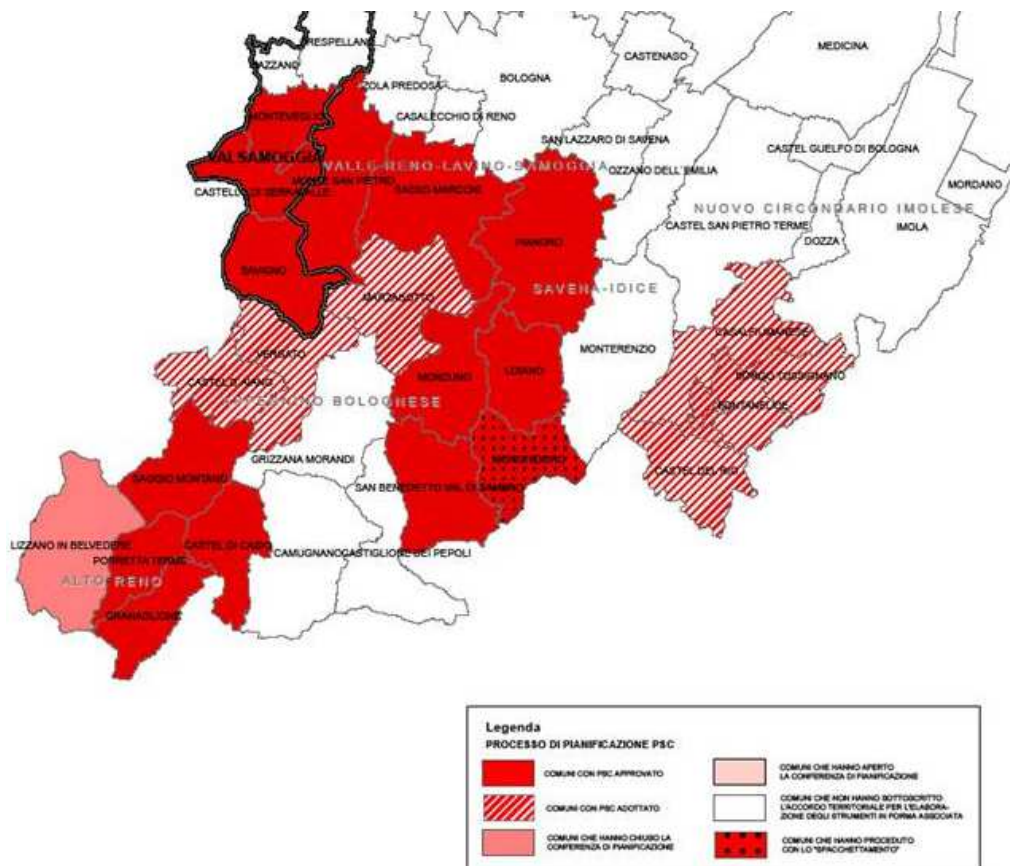 RESPELLAN
AZZANO
CASTENASO
MEDICINA
BOLOGNA
ZOLA PREDOSA
MONTEVEGLIO
CASALECCHIO DI RENO
SAN LAZZARO DI SAVENA
CASTEL GUELFO DI BOLOGNA
VALSAMOGGIA
VALLE-RENO-LAVINO-SAMOGGIA
OZZANO DELL'EMILIA
MORDANO
MONTE SAN PIETRO
SASSO MARCONI
CASTELLO DI SERRAVALLE
NUOVO CIRCONDARIO IMOLESE
CASTEL SAN PIETRO TERME
IMOLA
DOZZA
PIANORO
SAVIGNO
SAVENA-IDICE
MARZABOTTO
CASALFIUMANESE
MONTERENZIO
VERGATO
LOIANO
BORGO TOSSIGNANO
CASTEL D'AIANO
MONZUNO
APPENNINO BOLOGNESE
FONTANELICE
GRIZZANA MORANDI
MONGHIDORO
CASTEL DEL RIO
GAGGIO MONTANO
SAN BENEDETTO VAL DI SAMBRO
LIZZANO IN BELVEDERE
CASTEL DI CASIO
CAMUGNANO
CASTIGLIONE DEI PEPOLI
PORRETTA TERME
ALTO RENO
GRANAGLIONE
Legenda
PROCESSO DI PIANIFICAZIONE PSC
COMUNI CON PSC APPROVATO
COMUNI CON PSC ADOTTATO
COMUNI CHE HANNO CHIUSO LA
CONFERENZA DI PIANIFICAZIONE
COMUNI CHE HANNO APERTO
LA CONFERENZA DI PIANIFICAZIONE
COMUNI CHE NON HANNO SOTTOSCRITTO
L'ACCORDO TERRITORIALE PER L'ELABORA-
ZIONE DEGLI STRUMENTI IN FORMA ASSOCIATA
COMUNI CHE HANNO PROCEDUTO
CON LO "SPACCHETTAMENTO"